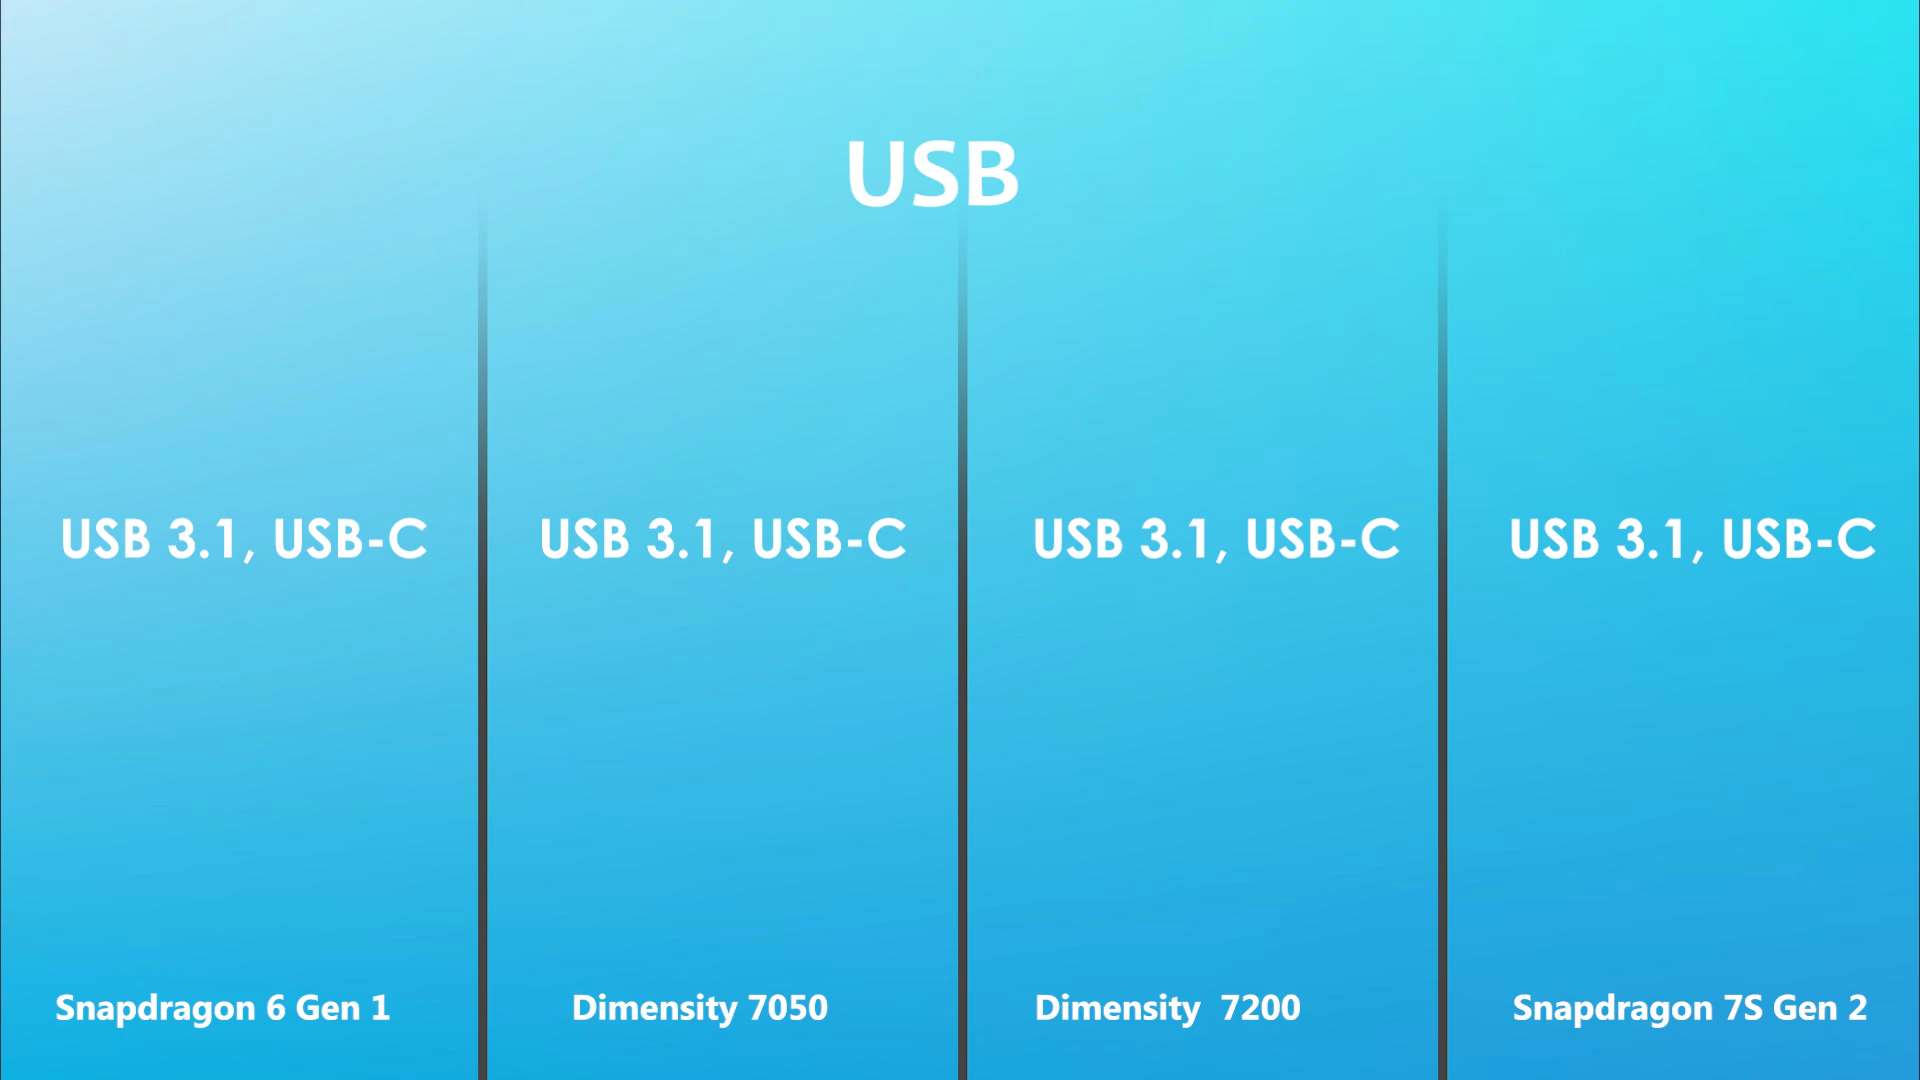 USB
USB 3.1, USB-C
USB 3.1, USB-C
USB 3.1, USB-C
USB 3.1, USB-C
Snapdragon 6 Gen 1
Dimensity 7050
Dimensity  7200
Snapdragon 7S Gen 2